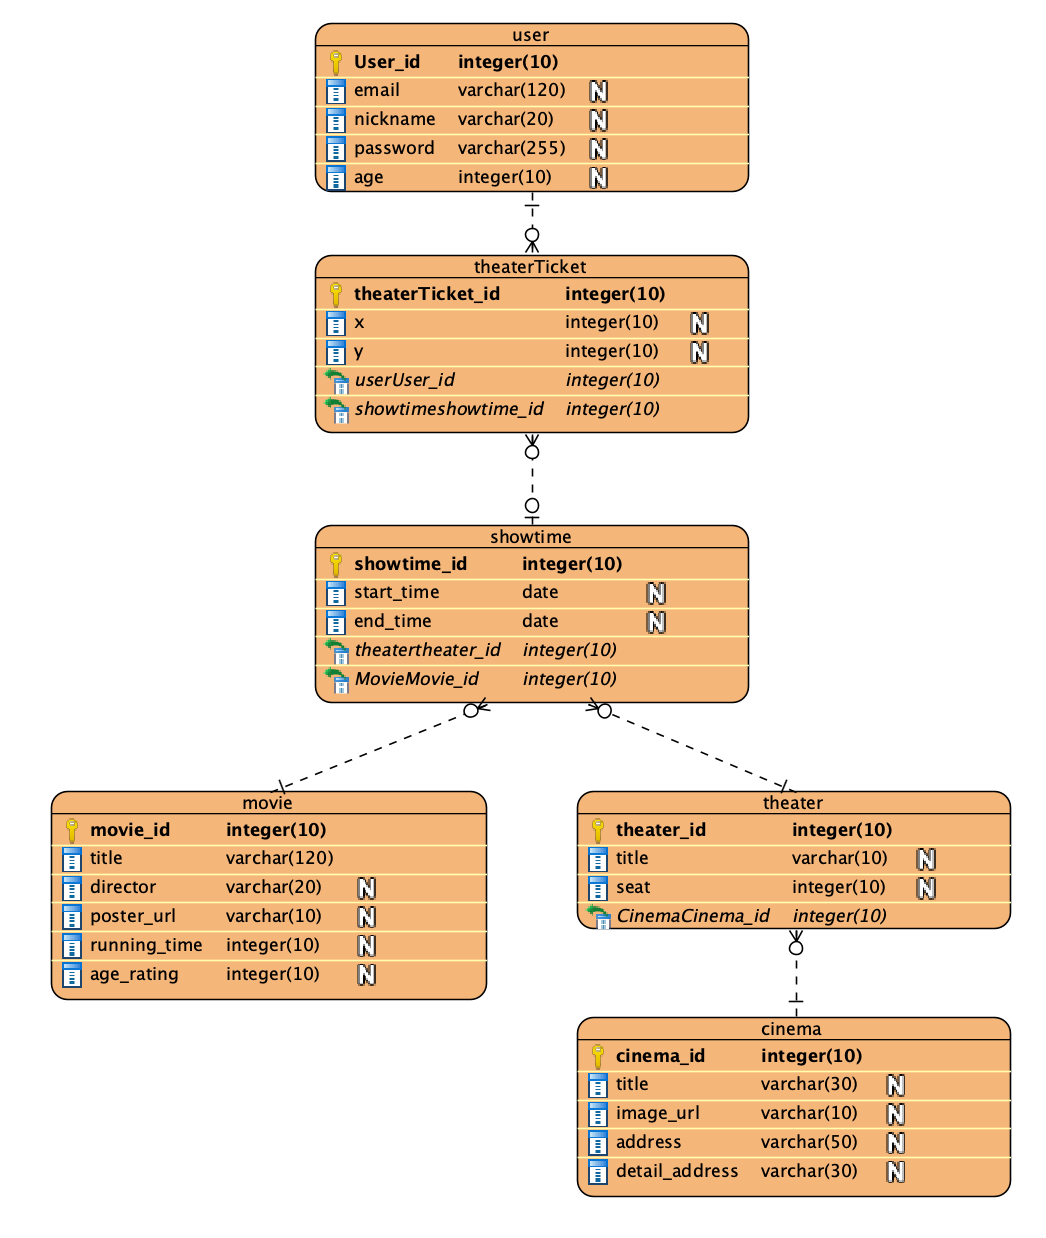 user
User_id integer(10)
email varchar(120) N
nickname varchar(20) N
password varchar(255) N
age integer(10) N
theaterTicket
theaterTicket_id integer(10)
x integer(10) N
y integer(10) N
userUser_id integer(10)
showtimeshowtime_id integer(10)
showtime
showtime_id integer(10)
start_time date N
end_time date N
theatertheater_id integer(10)
MovieMovie_id integer(10)
movie
movie_id integer(10)
title varchar(120)
director varchar(20) N
poster_url varchar(10) N
running_time integer(10) N
age_rating integer(10) N
theater
theater_id integer(10)
title varchar(10) N
seat integer(10) N
CinemaCinema_id integer(10)
cinema
cinema_id integer(10)
title varchar(30) N
image_url varchar(10) N
address varchar(50) N
detail_address varchar(30) N